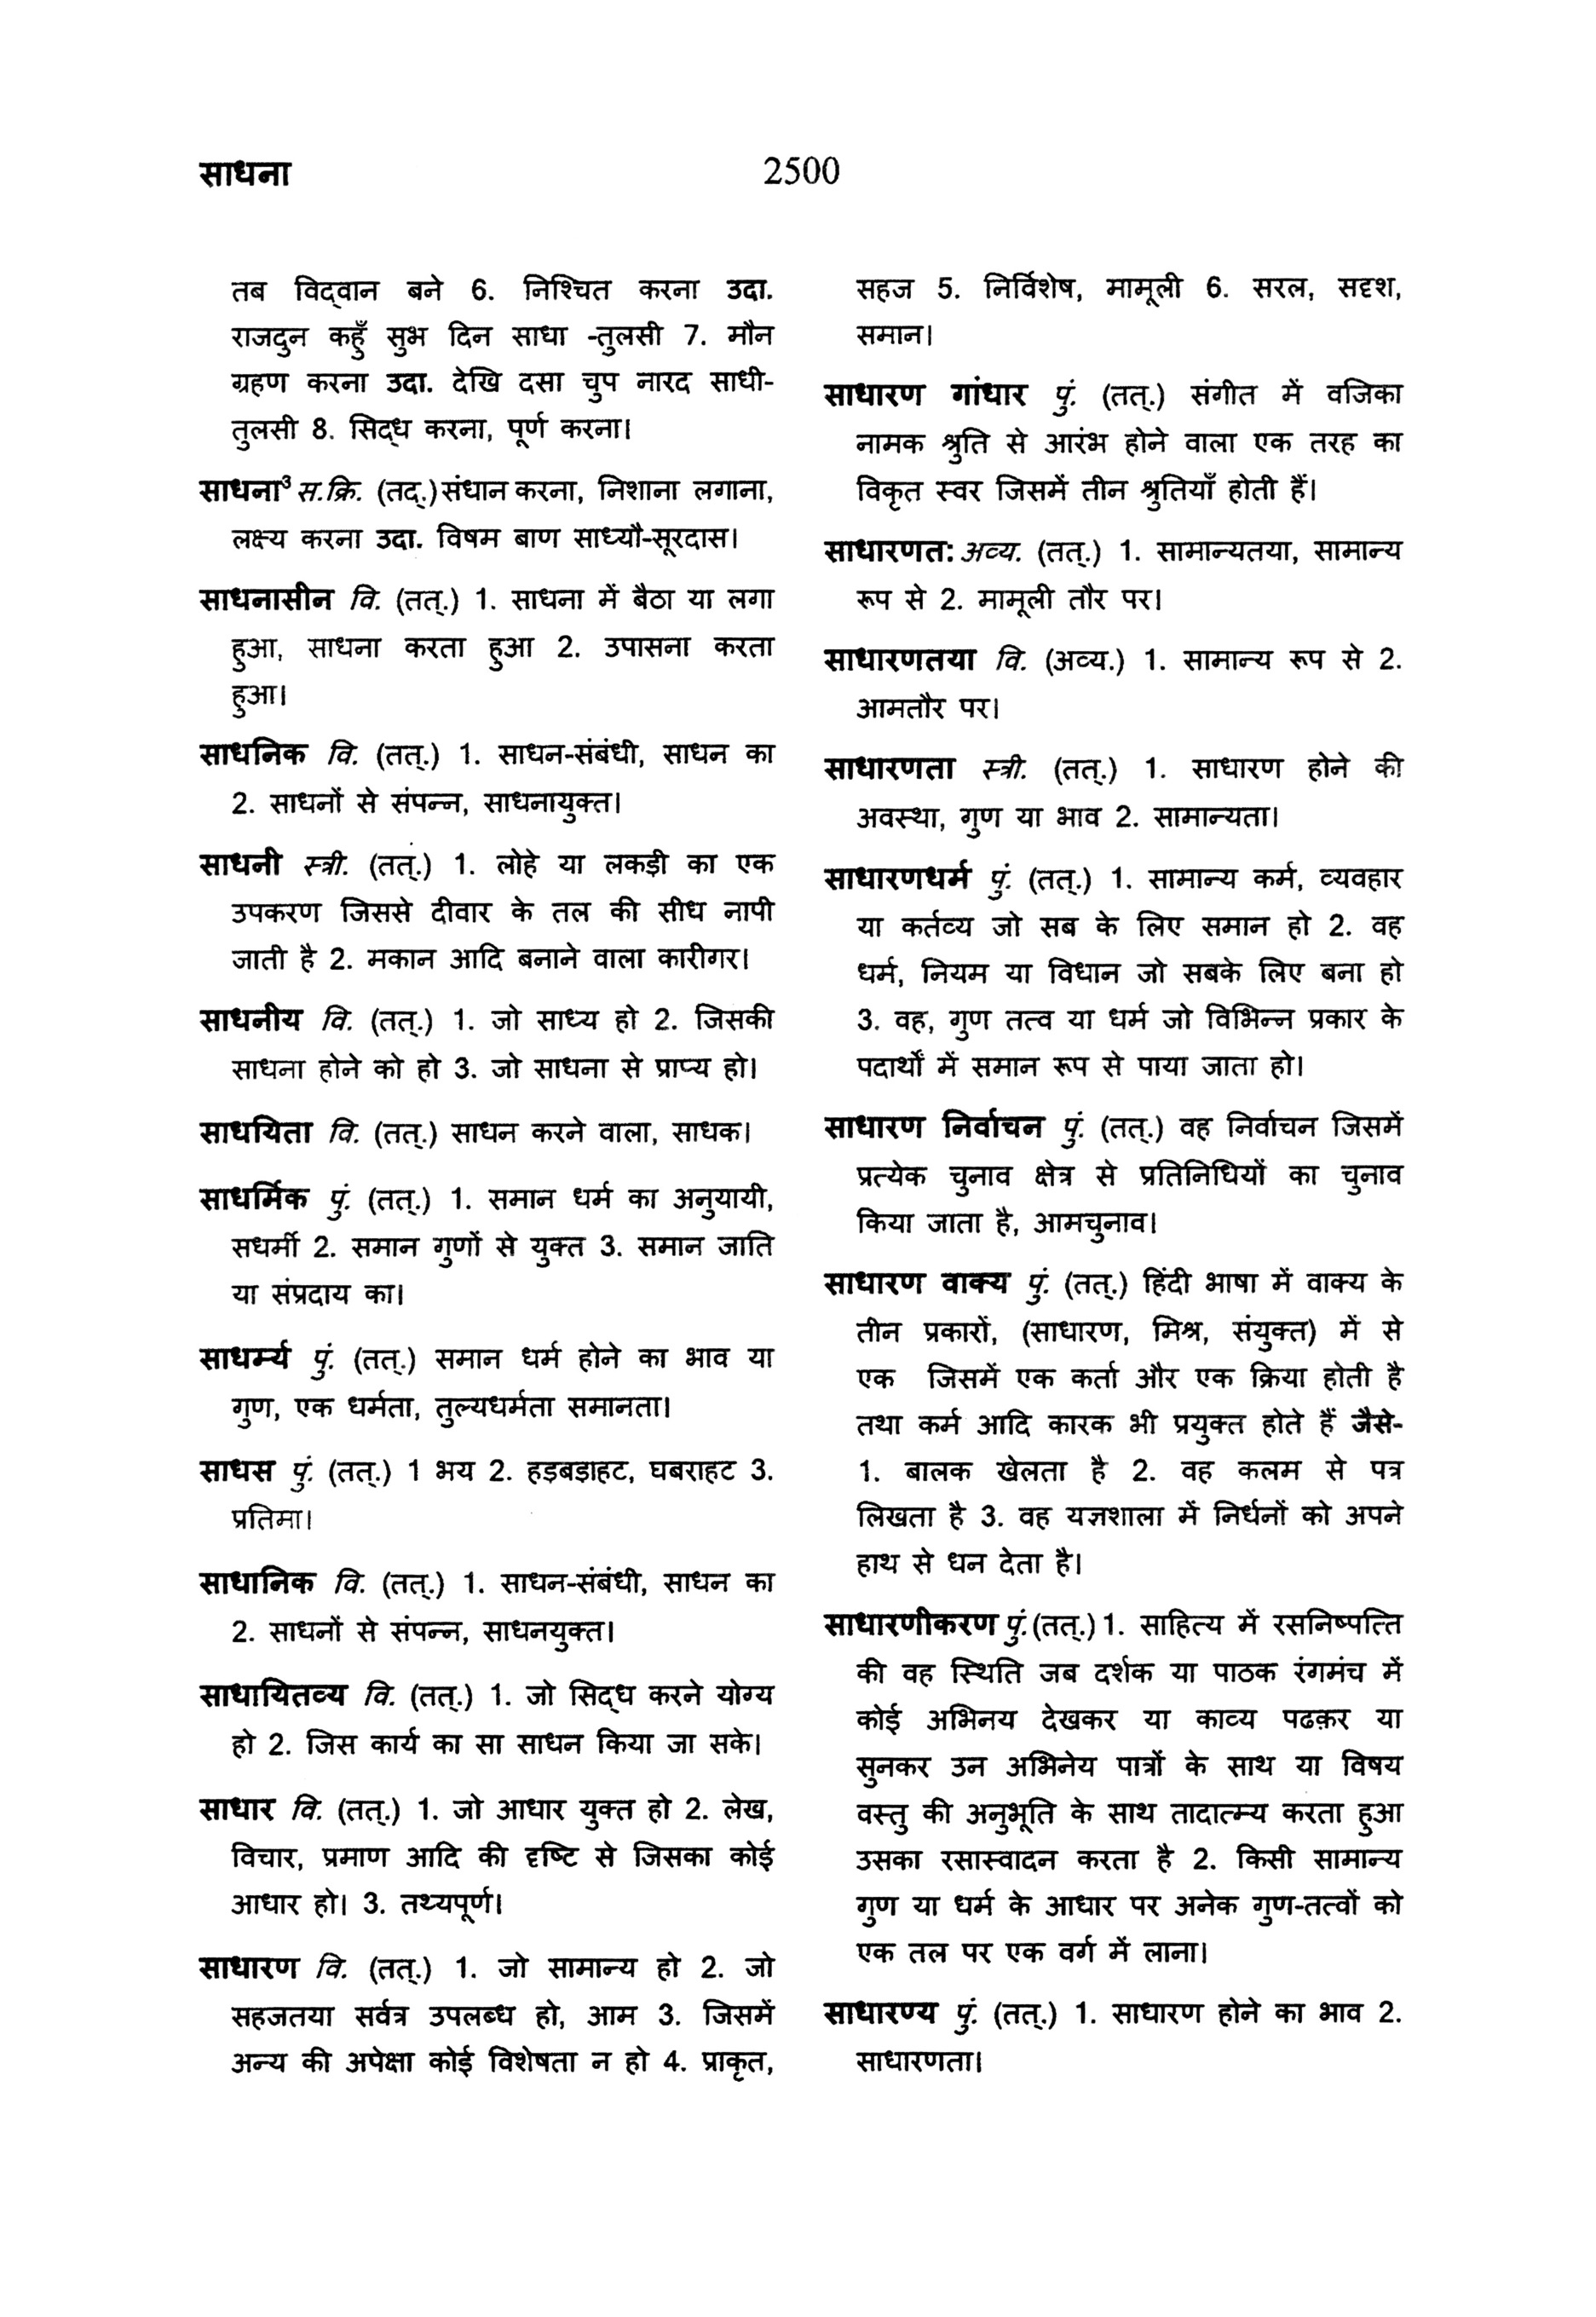 साधना
2500
तब विद्वान बने 6. निश्चित करना उदा.
राजदुन कहुँ सुभ दिन साधा -तुलसी 7. मौन
ग्रहण करना उदा. देखि दसा चुप नारद साधी-
तुलसी 8. सिद्ध करना, पूर्ण करना।
साधना³ स.क्रि. (तद्.) संधान करना, निशाना लगाना,
लक्ष्य करना उदा. विषम बाण साध्यौ-सूरदास।
साधनासीन वि. (तत्.) 1. साधना में बैठा या लगा
हुआ, साधना करता हुआ 2. उपासना करता
हुआ।
साधनिक वि. (तत्.) 1. साधन-संबंधी, साधन का
2. साधनों से संपन्न, साधनायुक्त।
साधनी स्त्री. (तत्.) 1. लोहे या लकड़ी का एक
उपकरण जिससे दीवार के तल की सीध नापी
जाती है 2. मकान आदि बनाने वाला कारीगर।
साधनीय वि. (तत्.) 1. जो साध्य हो 2. जिसकी
साधना होने को हो 3. जो साधना से प्राप्य हो।
साधयिता वि. (तत्.) साधन करने वाला, साधक।
साधर्मिक पुं. (तत्.) 1. समान धर्म का अनुयायी,
सधर्मी 2. समान गुणों से युक्त 3. समान जाति
या संप्रदाय का।
साधर्म्य पुं. (तत्.) समान धर्म होने का भाव या
गुण, एक धर्मता, तुल्यधर्मता समानता।
साधस पुं. (तत्.) 1 भय 2. हड़बड़ाहट, घबराहट 3.
प्रतिमा।
साधानिक वि. (तत्.) 1. साधन-संबंधी, साधन का
2. साधनों से संपन्न, साधनयुक्त।
साधायितव्य वि. (तत्.) 1. जो सिद्ध करने योग्य
हो 2. जिस कार्य का सा साधन किया जा सके।
साधार वि. (तत्.) 1. जो आधार युक्त हो 2. लेख,
विचार, प्रमाण आदि की दृष्टि से जिसका कोई
आधार हो। 3. तथ्यपूर्ण।
साधारण वि. (तत्.) 1. जो सामान्य हो 2. जो
सहजतया सर्वत्र उपलब्ध हो, आम 3. जिसमें
अन्य की अपेक्षा कोई विशेषता न हो 4. प्राकृत,
सहज 5. निर्विशेष, मामूली 6. सरल, सदृश,
समान।
साधारण गांधार पुं. (तत्.) संगीत में वजिका
नामक श्रुति से आरंभ होने वाला एक तरह का
विकृत स्वर जिसमें तीन श्रुतियाँ होती हैं।
साधारणत: अव्य. (तत्.) 1. सामान्यतया, सामान्य
रूप से 2. मामूली तौर पर।
साधारणतया वि. (अव्य.) 1. सामान्य रूप से 2.
आमतौर पर।
साधारणता स्त्री. (तत्.) 1. साधारण होने की
अवस्था, गुण या भाव 2. सामान्यता।
साधारणधर्म पुं. (तत्.) 1. सामान्य कर्म, व्यवहार
या कर्तव्य जो सब के लिए समान हो 2. वह
धर्म, नियम या विधान जो सबके लिए बना हो
3. वह, गुण तत्व या धर्म जो विभिन्न प्रकार के
पदार्थों में समान रूप से पाया जाता हो।
साधारण निर्वाचन पुं. (तत्.) वह निर्वाचन जिसमें
प्रत्येक चुनाव क्षेत्र से प्रतिनिधियों का चुनाव
किया जाता है, आमचुनाव।
साधारण वाक्य पुं. (तत्.) हिंदी भाषा में वाक्य के
तीन प्रकारों, (साधारण, मिश्र, संयुक्त) में से
एक जिसमें एक कर्ता और एक क्रिया होती है
तथा कर्म आदि कारक भी प्रयुक्त होते हैं जैसे-
1. बालक खेलता है 2. वह कलम से पत्र
लिखता है 3. वह यज्ञशाला में निर्धनों को अपने
हाथ से धन देता है।
साधारणीकरण पुं. (तत्.) 1. साहित्य में रसनिष्पत्ति
की वह स्थिति जब दर्शक या पाठक रंगमंच में
कोई अभिनय देखकर या काव्य पढक़र या
सुनकर उन अभिनेय पात्रों के साथ या विषय
वस्तु की अनुभूति के साथ तादात्म्य करता हुआ
उसका रसास्वादन करता है 2. किसी सामान्य
गुण या धर्म के आधार पर अनेक गुण-तत्वों को
एक तल पर एक वर्ग में लाना।
साधारण्य पुं. (तत्.) 1. साधारण होने का भाव 2.
साधारणता।